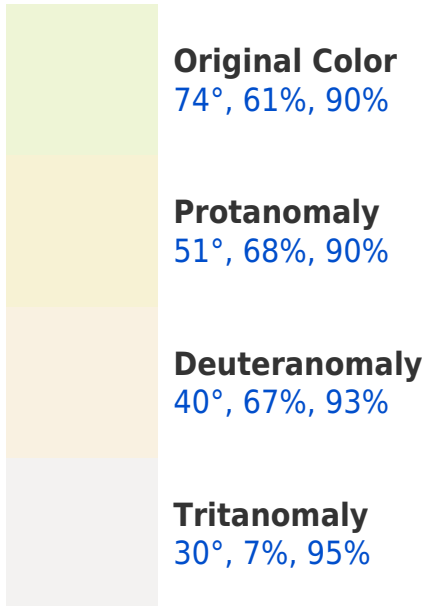 Original Color
74°, 61%, 90%
Protanomaly
51°, 68%, 90%
Deuteranomaly
40°, 67%, 93%
Tritanomaly
30°, 7%, 95%